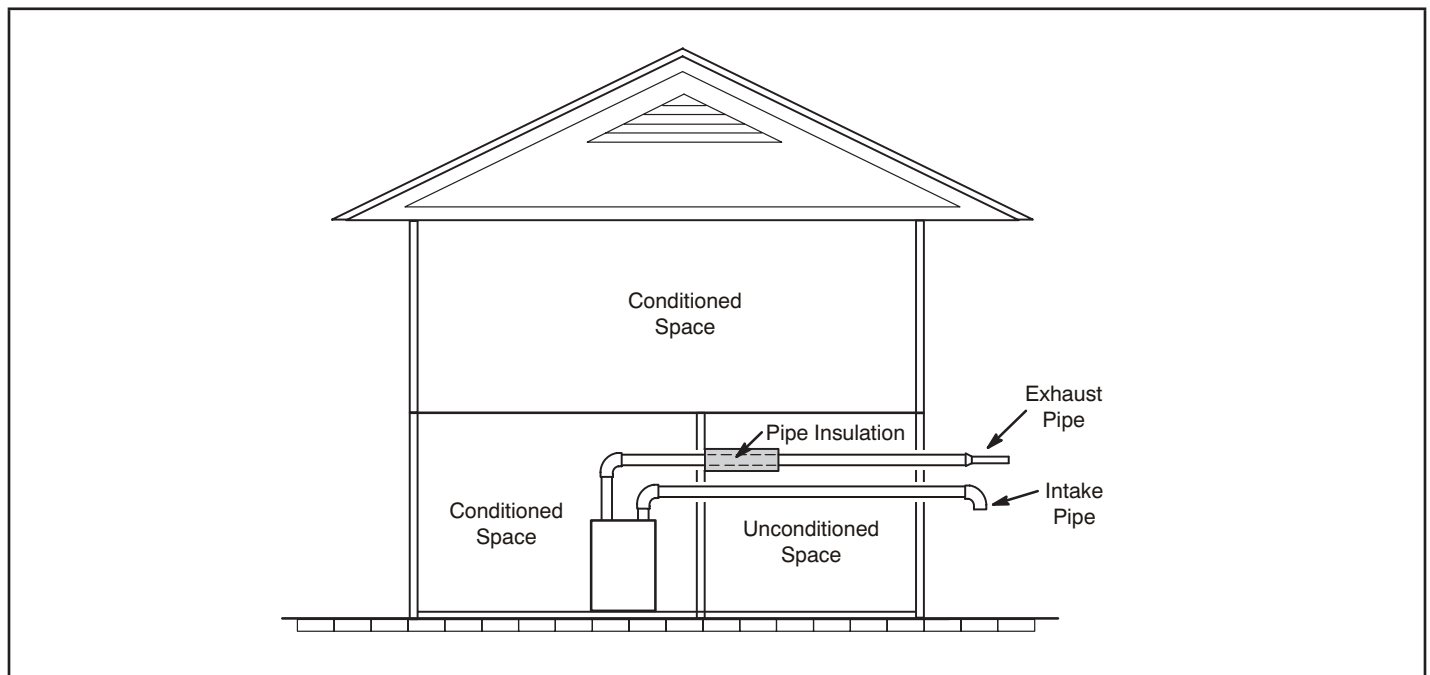 Conditioned
Space
Exhaust
Pipe
Pipe Insulation
Intake
Pipe
Conditioned
Space
Unconditioned
Space